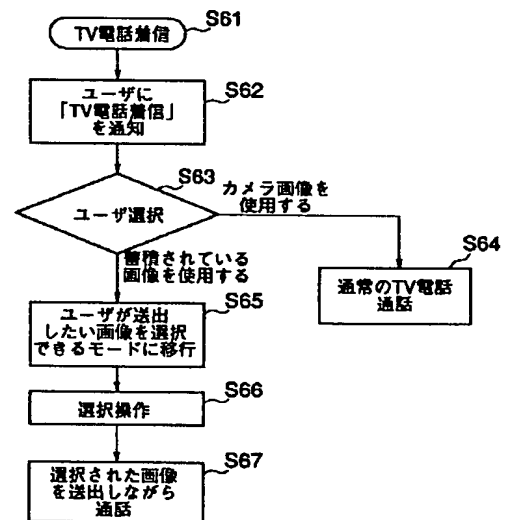 S61
TV電話着信
S62
ユーザに
「TV電話着信」
を通知
S63
ユーザ選択
カメラ画像を
使用する
S64
通常のTV電話
通話
蓄積されている
画像を使用する
S65
ユーザが送出
したい画像を選択
できるモードに移行
S66
選択操作
S67
選択された画像
を送出しながら
通話